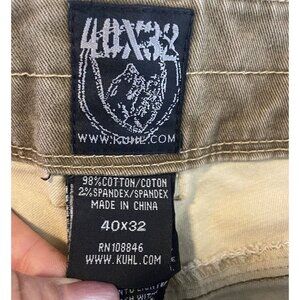 40X32
WWW.KUHL.COM
98%COTTON/COTON
2%SPANDEX/SPANDEX
MADE IN CHINA
40X32
RN108846
WWW.KUHL.COM